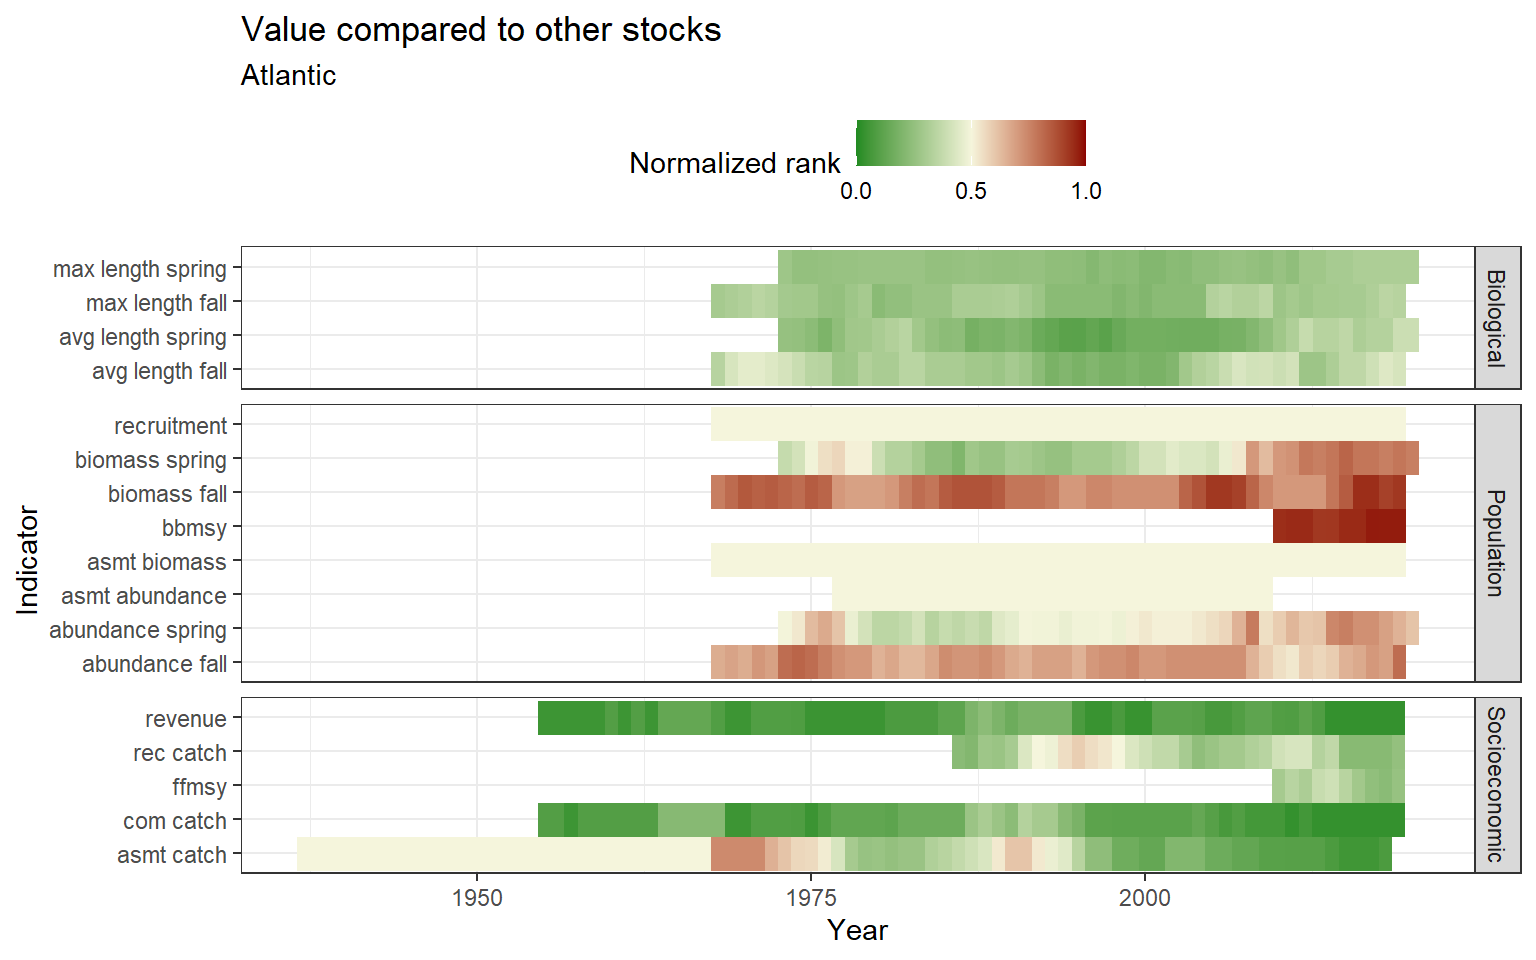 Value compared to other stocks
Atlantic
Normalized rank
0.0 0.5 1.0
max length spring
max length fall
avg length spring
avg length fall
Biological
recruitment
biomass spring
biomass fall
bbmsy
asmt biomass
asmt abundance
abundance spring
abundance fall
Population
Indicator
revenue
rec catch
ffmsy
com catch
asmt catch
Socioeconomic
1950 1975 2000
Year